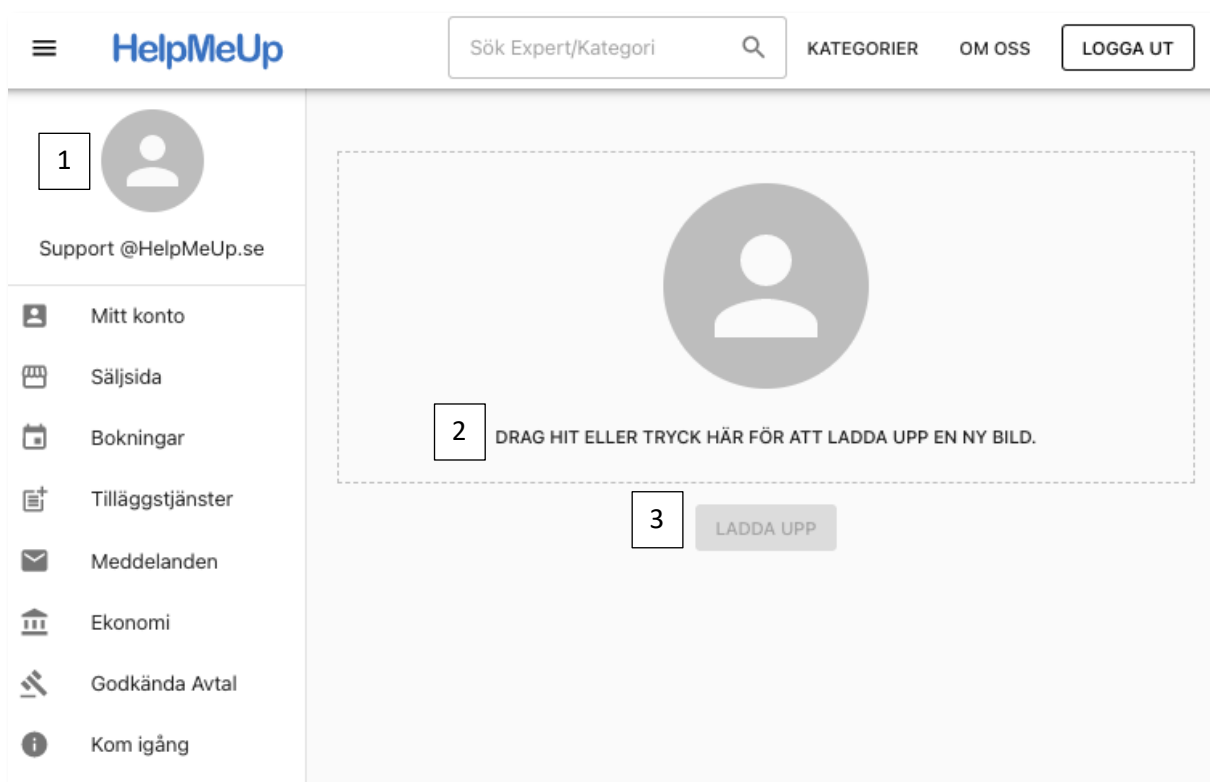 HelpMeUp
Sök Expert/Kategori
KATEGORIER
OM OSS
LOGGA UT
1
Support @HelpMeUp.se
Mitt konto
Säljsida
Bokningar
Tilläggstjänster
Meddelanden
Ekonomi
Godkända Avtal
Kom igång
2 DRAG HIT ELLER TRYCK HÄR FÖR ATT LADDA UPP EN NY BILD.
3 LADDA UPP